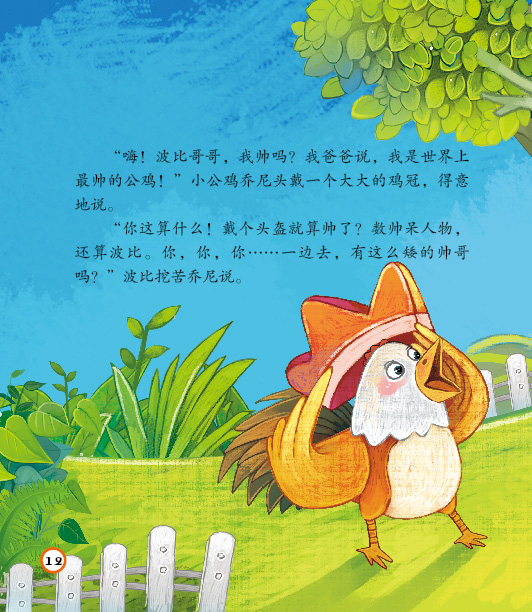 “嗨！波比哥哥，我帅吗？我爸爸说，我是世界上
最帅的公鸡！”小公鸡乔尼头戴一个大大的鸡冠，得意
地说。
“你这算什么！戴个头盔就算帅了？数帅呆人物，
还算波比。你，你，你……一边去，有这么矮的帅哥
吗？”波比挖苦乔尼说。
12